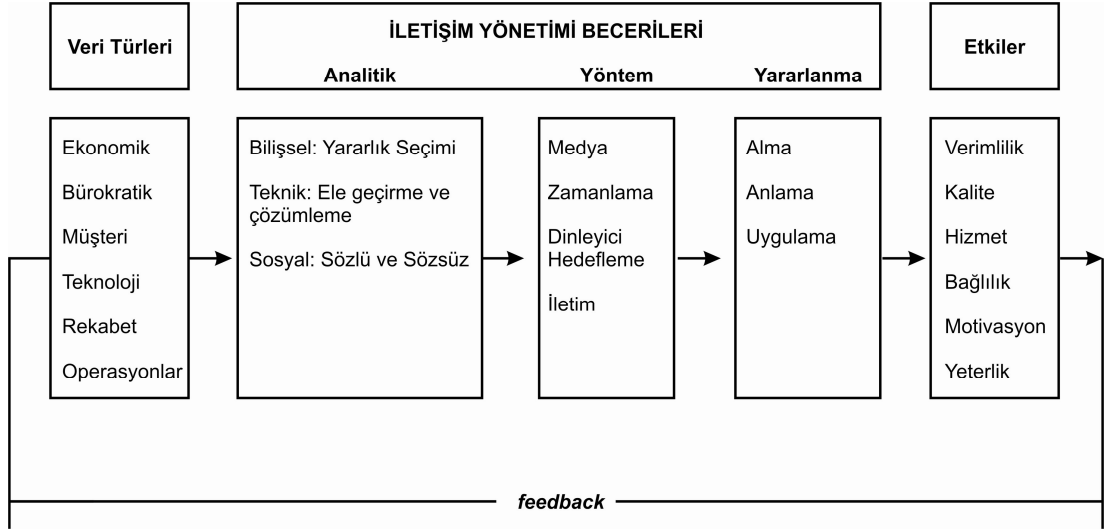 Veri Türleri
İLETİŞİM YÖNETİMİ BECERİLERİ
Analitik Yöntem Yararlanma
Etkiler
Ekonomik
Bürokratik
Müşteri
Teknoloji
Rekabet
Operasyonlar
Bilişsel: Yararlık Seçimi
Teknik: Ele geçirme ve
çözümleme
Sosyal: Sözlü ve Sözsüz
Medya
Zamanlama
Dinleyici
Hedefleme
İletim
Alma
Anlama
Uygulama
Verimlilik
Kalite
Hizmet
Bağlılık
Motivasyon
Yeterlik
feedback